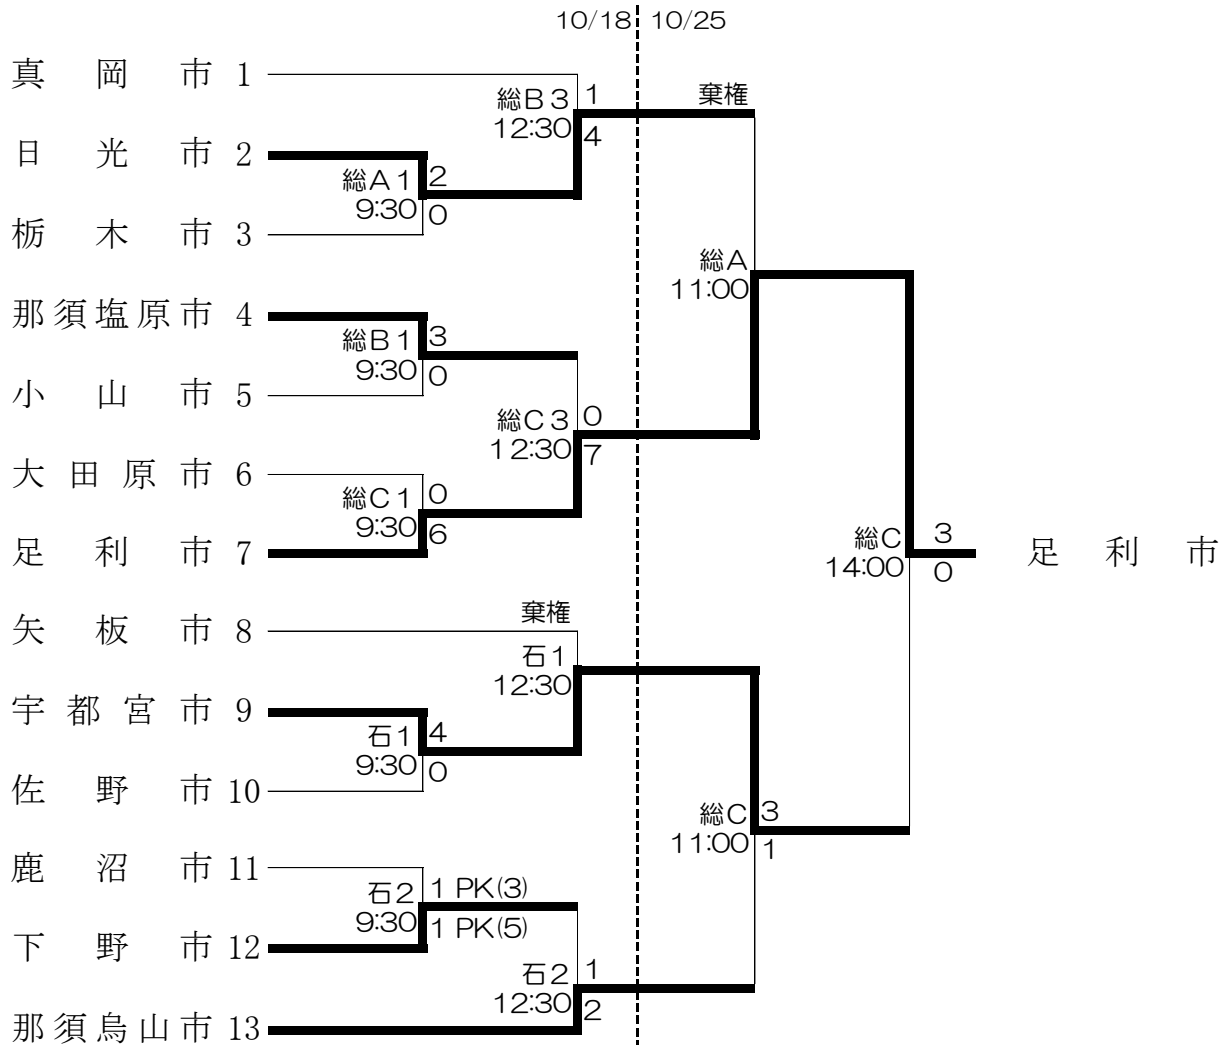 10/18 10/25
真岡市 1
棄権
総B3 1
12:30 4
日光市 2
総A1 2
9:30 0
栃木市 3
総A
11:00
那須塩原市 4
総B1 3
9:30 0
小山市 5
総C3 0
12:30 7
大田原市 6
総C1 0
9:30 6
足利市 7
総C 3
14:00 0
足利市
棄権
矢板市 8
石1
12:30
宇都宮市 9
石1 4
9:30 0
佐野市 10
総C 3
11:00 1
鹿沼市 11
石2 1 PK(3)
9:30 1 PK(5)
下野市 12
石2 1
12:30 2
那須烏山市 13